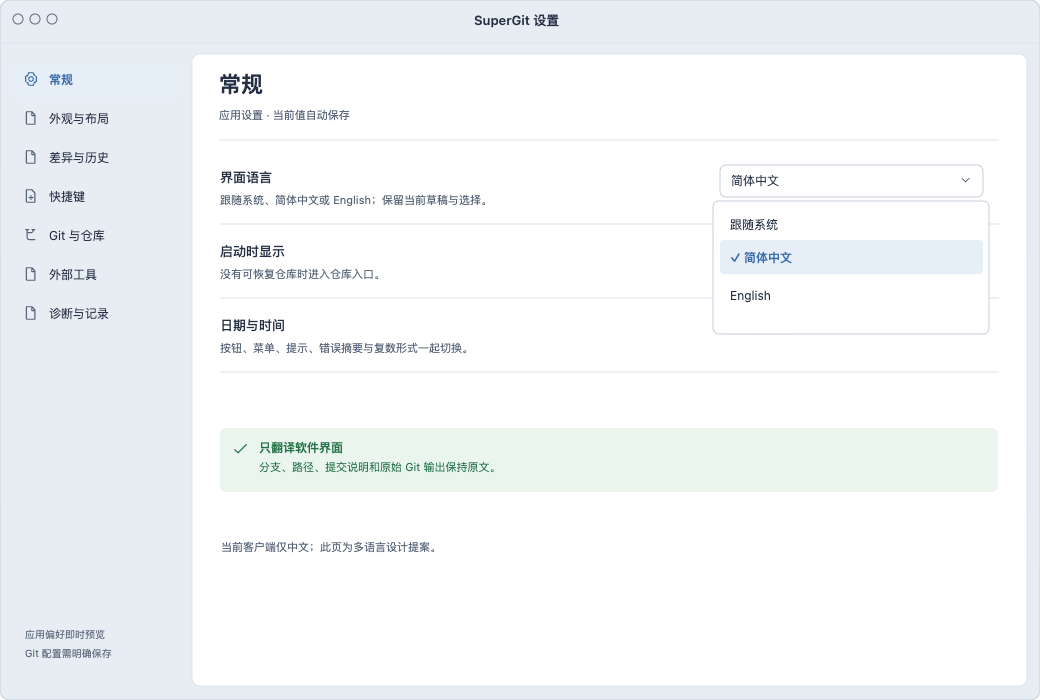 SuperGit 设置
常规
外观与布局
差异与历史
快捷键
Git 与仓库
外部工具
诊断与记录
应用偏好即时预览
Git 配置需明确保存
常规
应用设置 · 当前值自动保存
界面语言
跟随系统、简体中文或 English；保留当前草稿与选择。
简体中文
跟随系统
✓ 简体中文
English
启动时显示
没有可恢复仓库时进入仓库入口。
日期与时间
按钮、菜单、提示、错误摘要与复数形式一起切换。
只翻译软件界面
分支、路径、提交说明和原始 Git 输出保持原文。
当前客户端仅中文；此页为多语言设计提案。